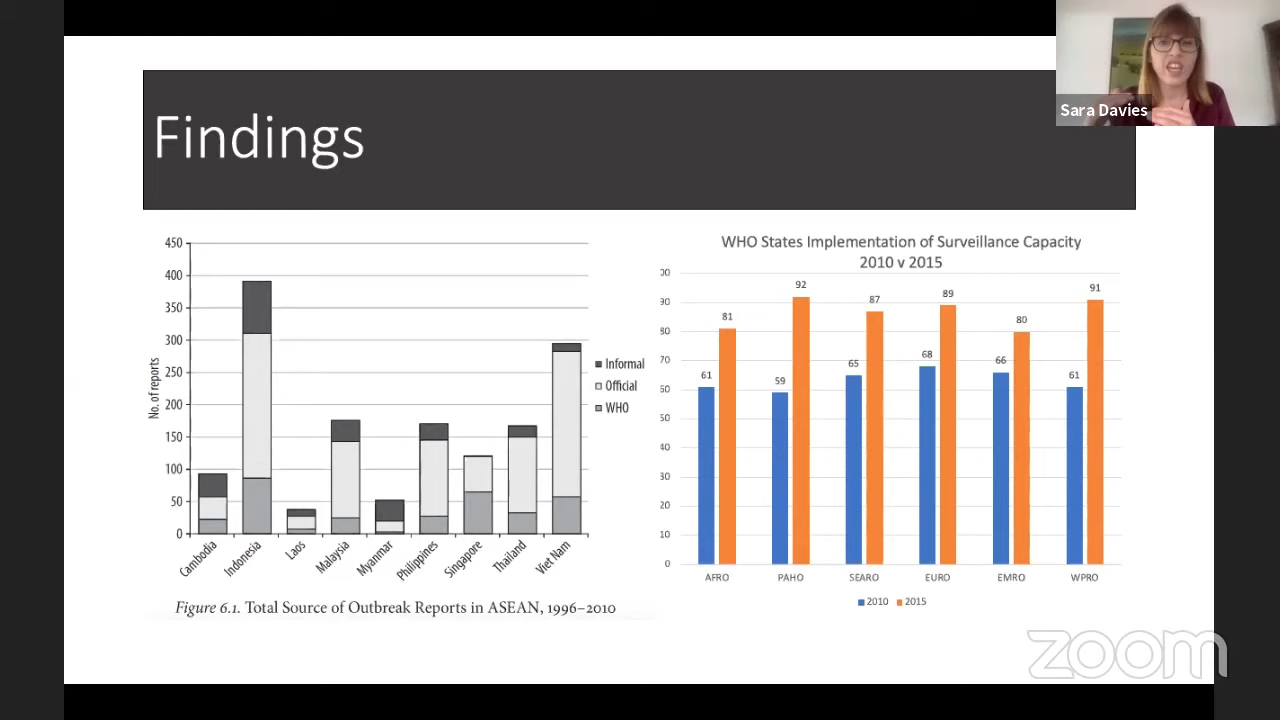 Sara Davies
Findings
450
400
350
300
250
200
150
100
50
0
No. of reports
Informal
Official
WHO
Cambodia
Indonesia
Laos
Malaysia
Myanmar
Philippines
Singapore
Thailand
Viet Nam
Figure 6.1. Total Source of Outbreak Reports in ASEAN, 1996–2010
WHO States Implementation of Surveillance Capacity
2010 v 2015
00
90
80
70
60
50
40
30
20
10
0
61 81
59 92
65 87
68 89
66 80
61 91
AFRO PAHO SEARO EURO EMRO WPRO
2010 2015
zoom